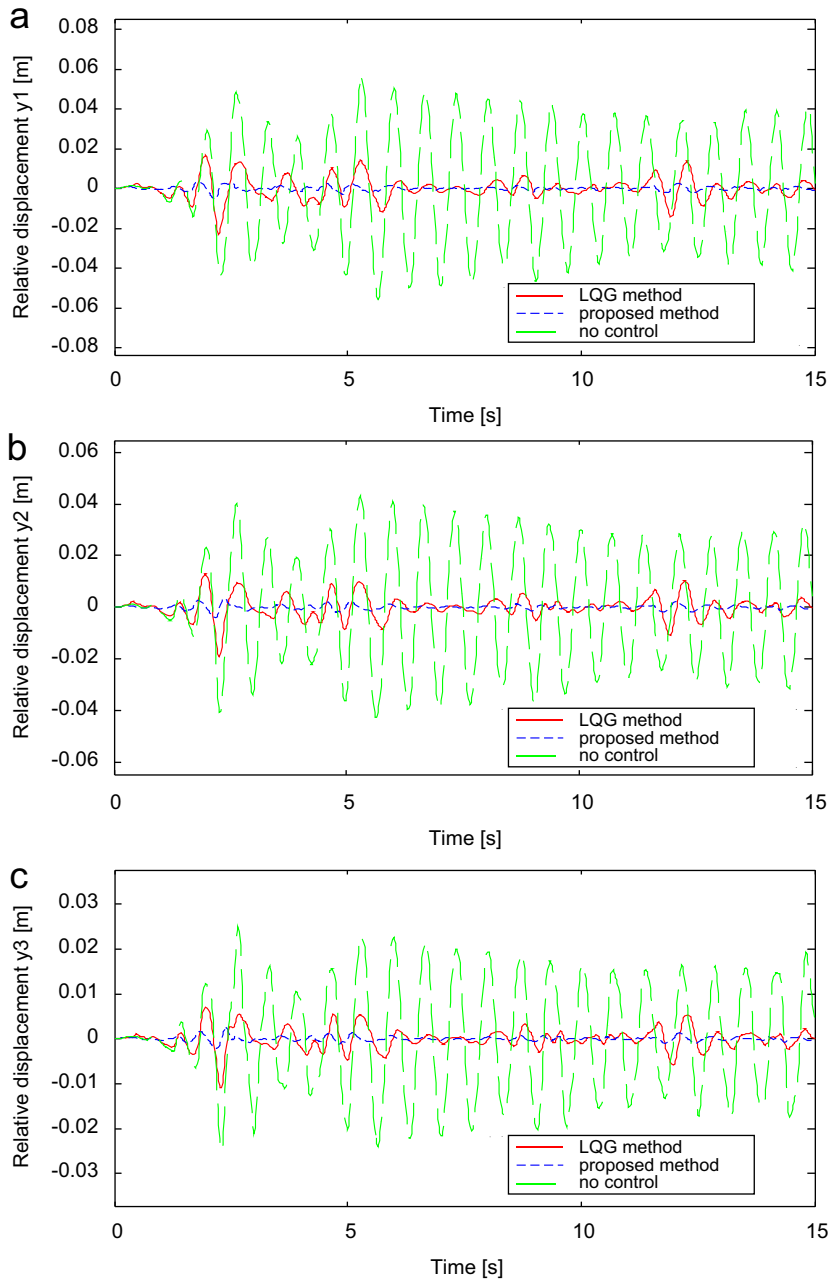 a
Relative displacement y1 [m]
0.08
0.06
0.04
0.02
0
-0.02
-0.04
-0.06
-0.08
LQG method
proposed method
no control
0 5 10 15
Time [s]
b
Relative displacement y2 [m]
0.06
0.04
0.02
0
-0.02
-0.04
-0.06
LQG method
proposed method
no control
0 5 10 15
Time [s]
c
Relative displacement y3 [m]
0.03
0.02
0.01
0
-0.01
-0.02
-0.03
LQG method
proposed method
no control
0 5 10 15
Time [s]